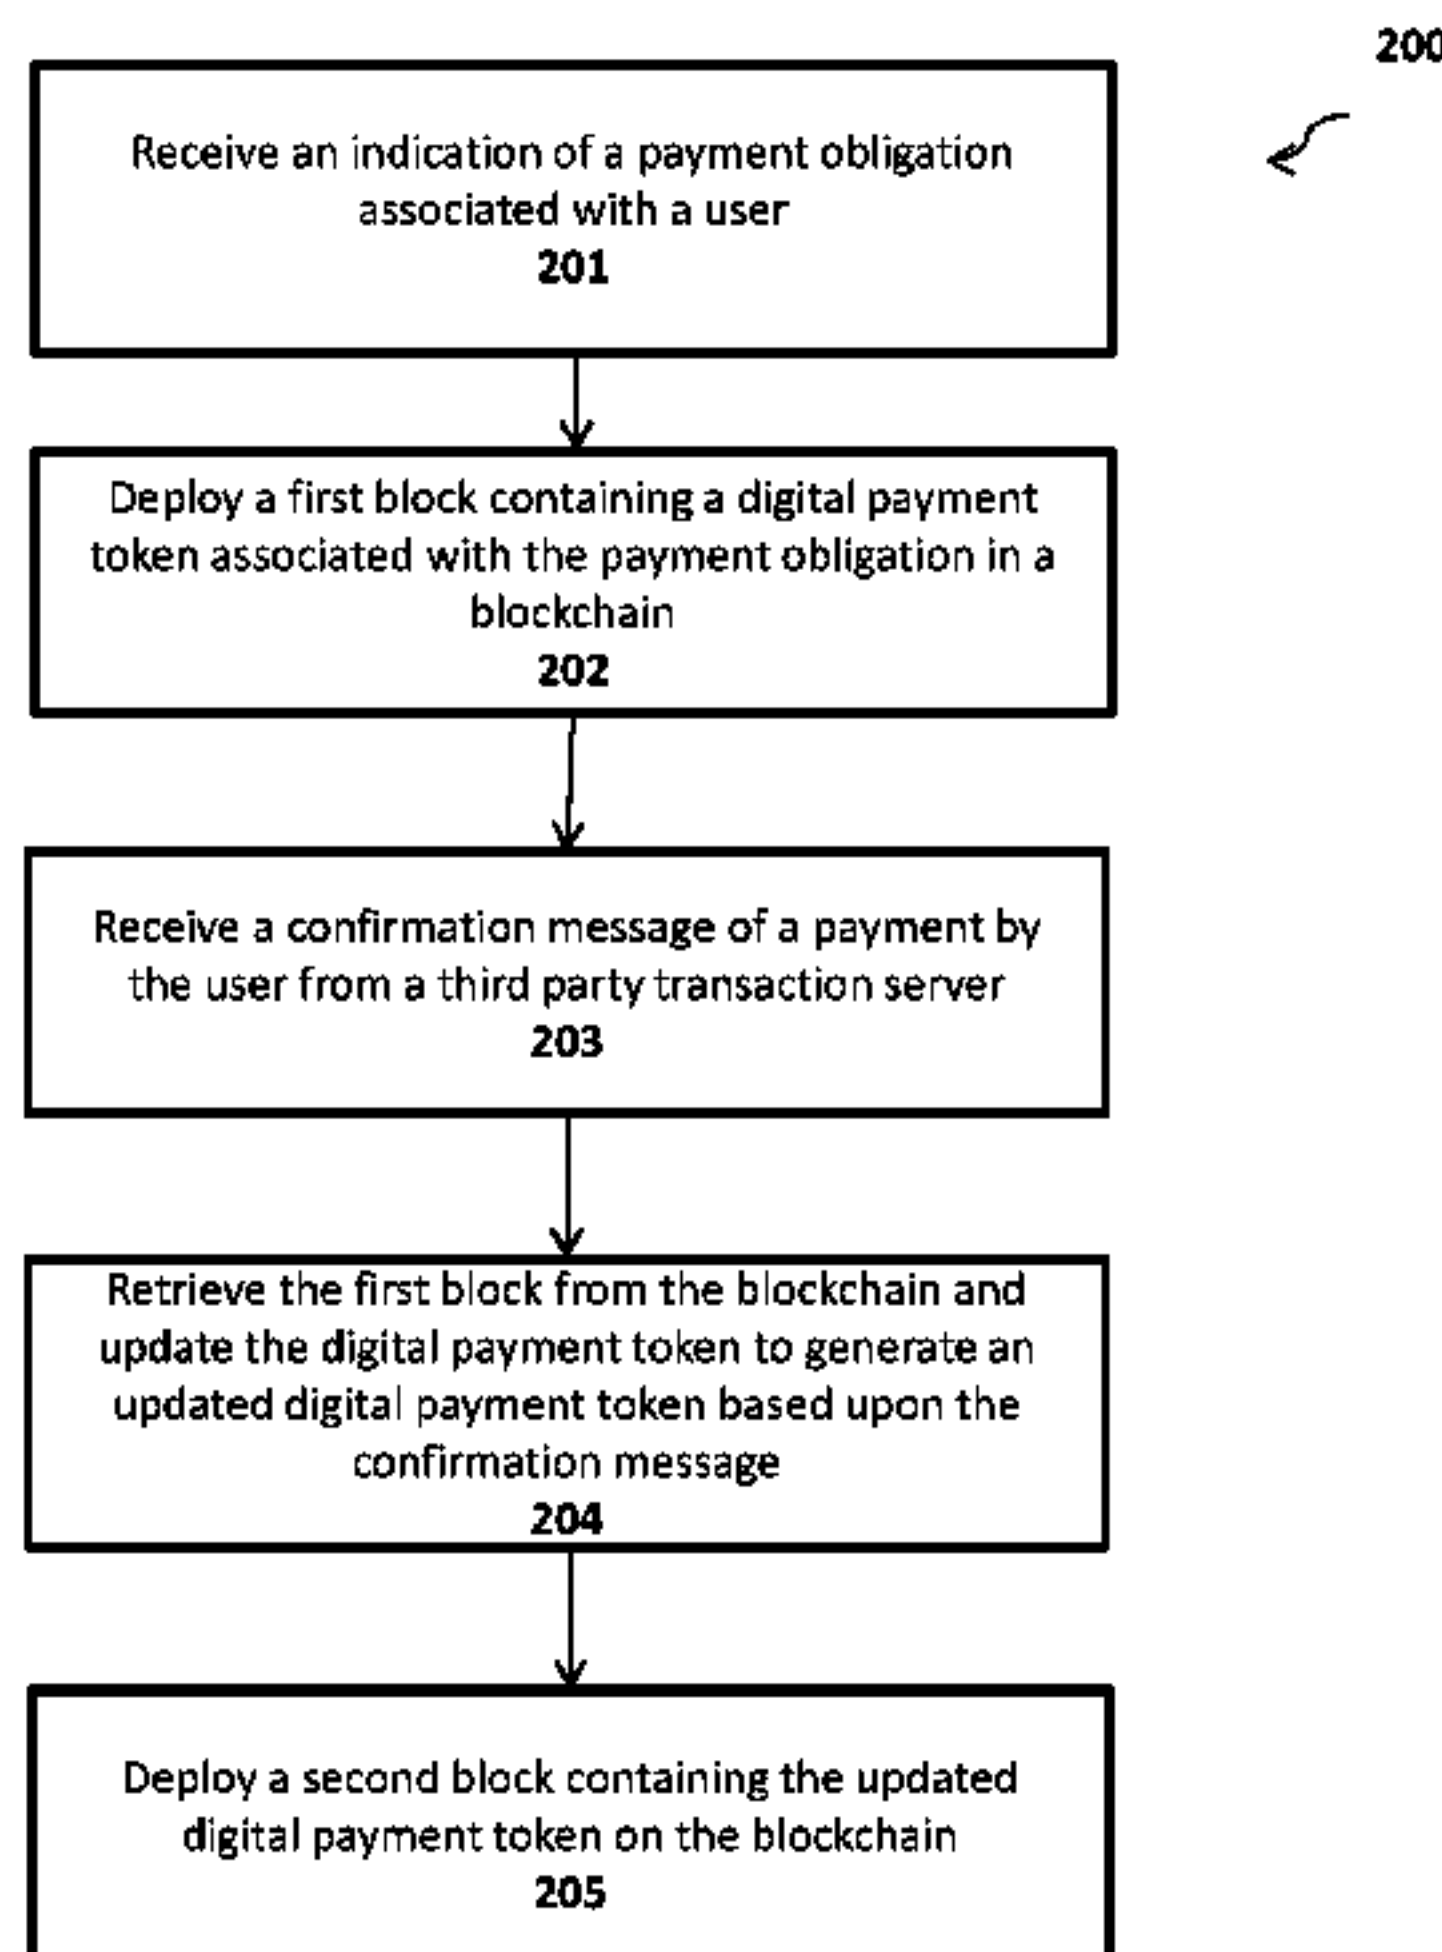 200
Receive an indication of a payment obligation
associated with a user
201
Deploy a first block containing a digital payment
token associated with the payment obligation in a
blockchain
202
Receive a confirmation message of a payment by
the user from a third party transaction server
203
Retrieve the first block from the blockchain and
update the digital payment token to generate an
updated digital payment token based upon the
confirmation message
204
Deploy a second block containing the updated
digital payment token on the blockchain
205